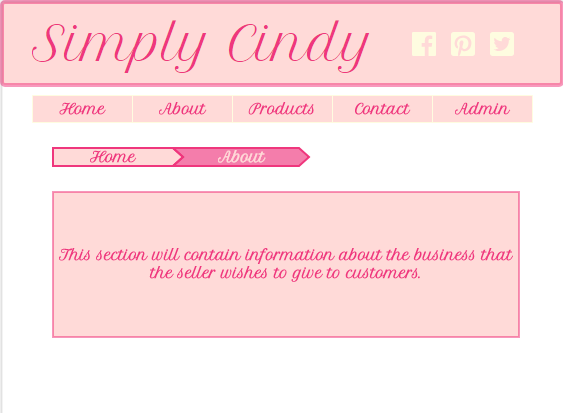 Simply Cindy
Home About Products Contact Admin
Home About
This section will contain information about the business that
the seller wishes to give to customers.